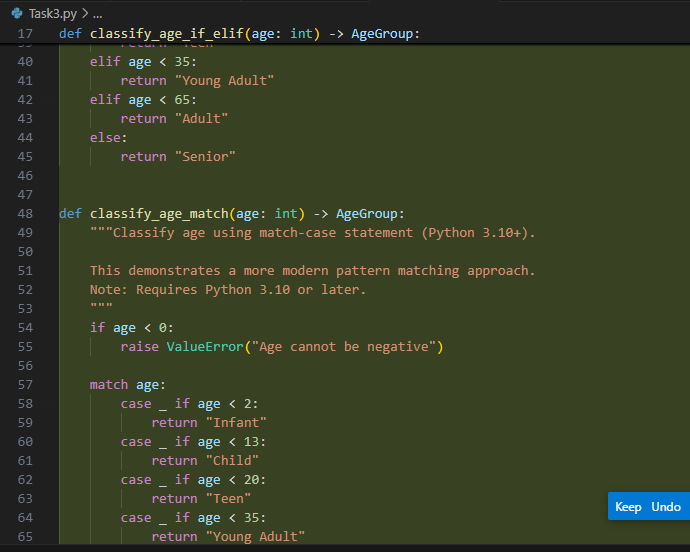 Task3.py > ...
17 def classify_age_if_elif(age: int) -> AgeGroup:
39 return "Teen"
40 elif age < 35:
41 return "Young Adult"
42 elif age < 65:
43 return "Adult"
44 else:
45 return "Senior"
46
47
48 def classify_age_match(age: int) -> AgeGroup:
49 """Classify age using match-case statement (Python 3.10+).
50
51 This demonstrates a more modern pattern matching approach.
52 Note: Requires Python 3.10 or later.
53 """
54 if age < 0:
55 raise ValueError("Age cannot be negative")
56
57 match age:
58 case _ if age < 2:
59 return "Infant"
60 case _ if age < 13:
61 return "Child"
62 case _ if age < 20:
63 return "Teen"
64 case _ if age < 35:
65 return "Young Adult"
Keep Undo